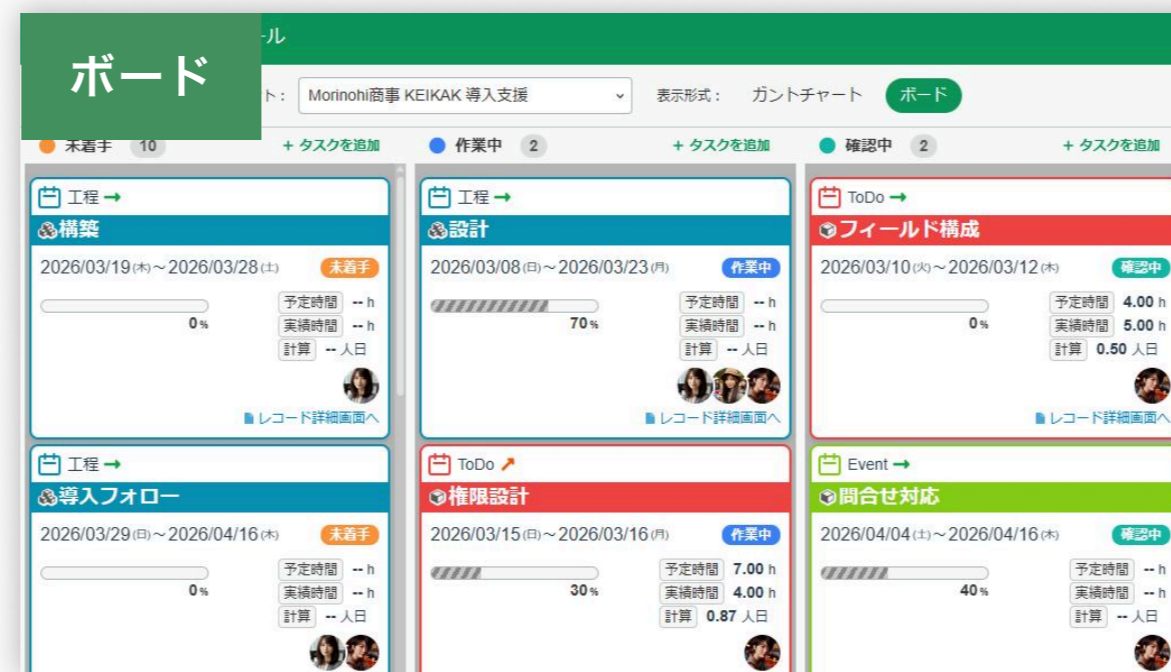 ボード
ール
ト： Morinohi商事 KEIKAK 導入支援 表示形式： ガントチャート ボード
未着手 10 + タスクを追加
作業中 2 + タスクを追加
確認中 2 + タスクを追加
工程 →
構築
2026/03/19(木)～2026/03/28(土) 未着手
予定時間 -- h
0% 実績時間 -- h
計算 -- 人日
レコード詳細画面へ
工程 →
導入フォロー
2026/03/29(日)～2026/04/16(木) 未着手
予定時間 -- h
0% 実績時間 -- h
計算 -- 人日
工程 →
設計
2026/03/08(日)～2026/03/23(月) 作業中
予定時間 -- h
70% 実績時間 -- h
計算 -- 人日
レコード詳細画面へ
ToDo ↗
権限設計
2026/03/15(日)～2026/03/16(月) 作業中
予定時間 7.00 h
30% 実績時間 4.00 h
計算 0.87 人日
ToDo →
フィールド構成
2026/03/10(火)～2026/03/12(木) 確認中
予定時間 4.00 h
0% 実績時間 5.00 h
計算 0.50 人日
レコード詳細画面へ
Event →
問合せ対応
2026/04/04(土)～2026/04/16(木) 確認中
予定時間 -- h
40% 実績時間 -- h
計算 -- 人日